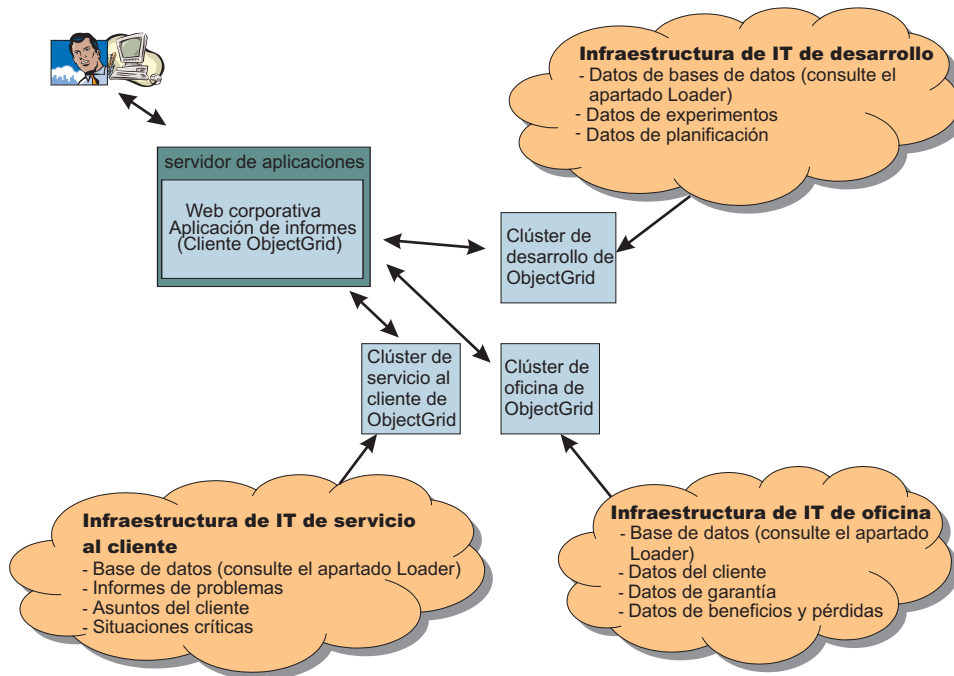 Infraestructura de IT de desarrollo
- Datos de bases de datos (consulte el
apartado Loader)
- Datos de experimentos
- Datos de planificación
servidor de aplicaciones
Web corporativa
Aplicación de informes
(Cliente ObjectGrid)
Clúster de
desarrollo de
ObjectGrid
Clúster de
servicio al
cliente de
ObjectGrid
Clúster de
oficina de
ObjectGrid
Infraestructura de IT de servicio
al cliente
- Base de datos (consulte el apartado Loader)
- Informes de problemas
- Asuntos del cliente
- Situaciones críticas
Infraestructura de IT de oficina
- Base de datos (consulte el apartado
Loader)
- Datos del cliente
- Datos de garantía
- Datos de beneficios y pérdidas